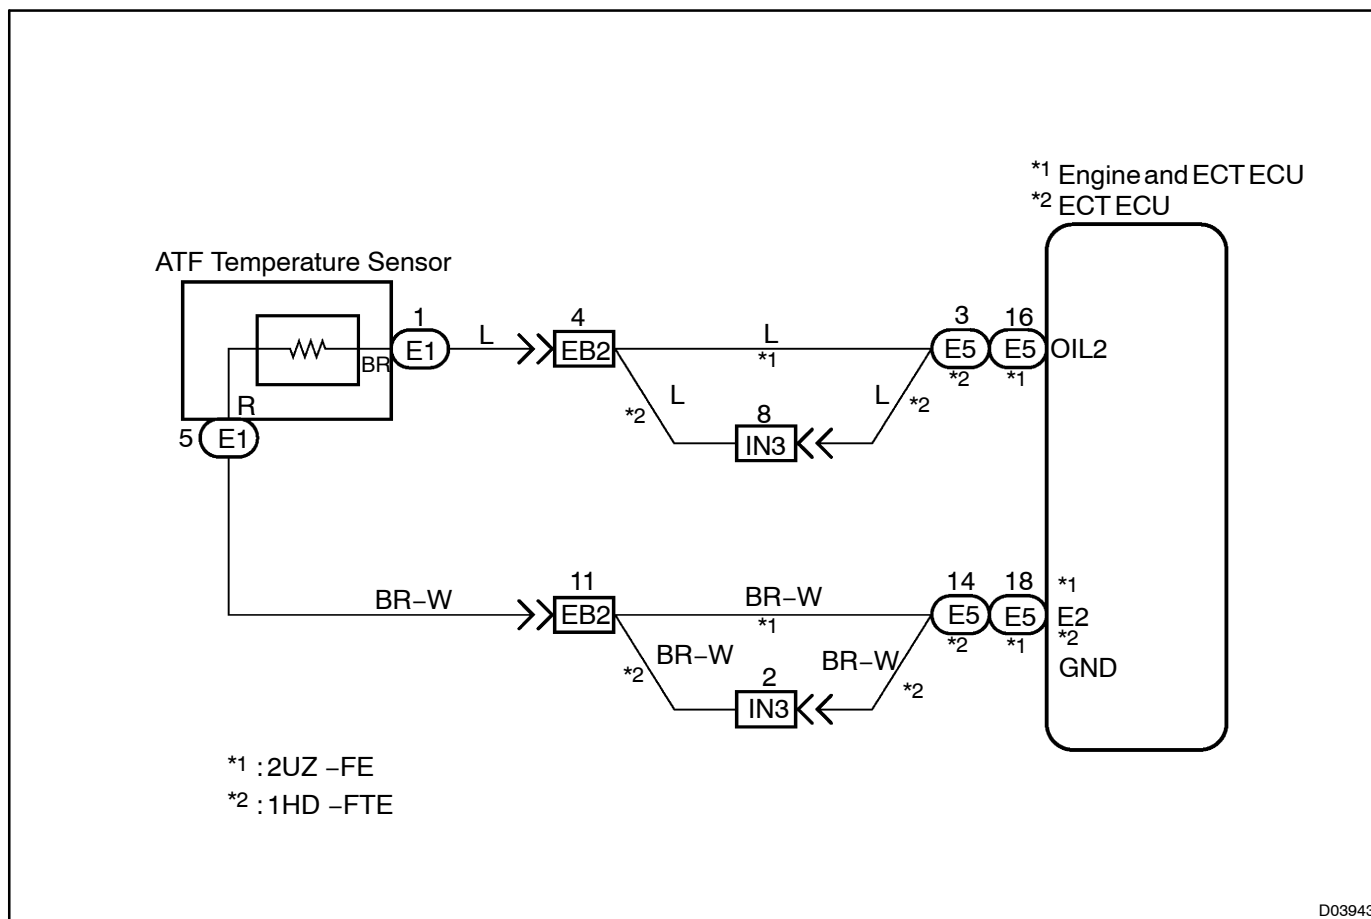 *1 Engine and ECT ECU
*2 ECT ECU
ATF Temperature Sensor
1
4
3
16
L
L
E1
EB2
E5
E5
OIL2
BR
*1
*2
*1
L
L
*2
*2
8
R
5
E1
IN3
11
14
18
*1
BR–W
BR–W
EB2
E5
E5
E2
*1
*2
*1
*2
BR–W
BR–W
GND
*2
*2
2
IN3
*1 : 2UZ –FE
*2 : 1HD –FTE
D03943